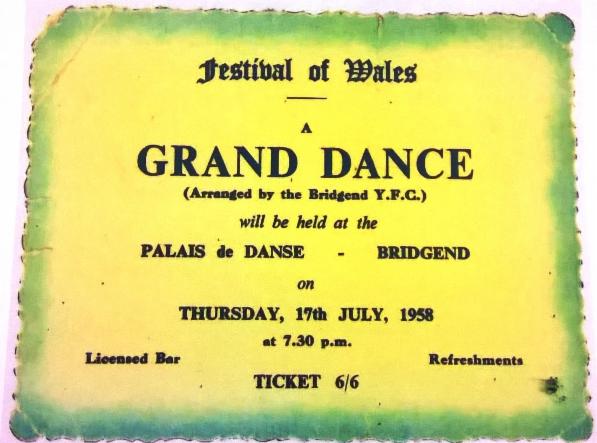 Festival of Wales
A
GRAND DANCE
(Arranged by the Bridgend Y.F.C.)
will be held at the
PALAIS de DANSE - BRIDGEND
on
THURSDAY, 17th JULY, 1958
at 7.30 p.m.
Licensed Bar Refreshments
TICKET 6/6